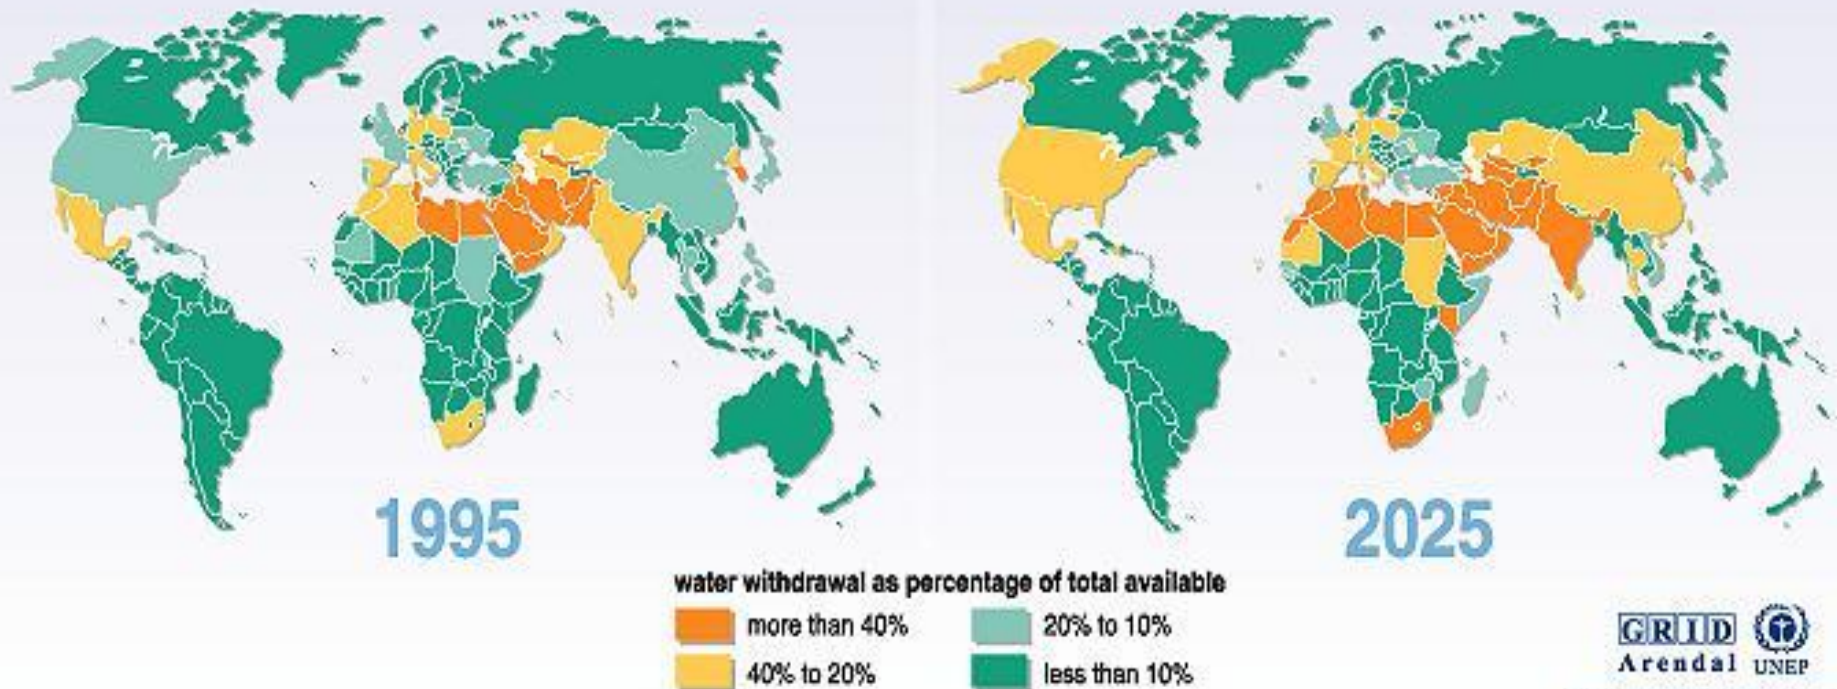 1995
2025
water withdrawal as percentage of total available
more than 40%
20% to 10%
40% to 20%
less than 10%
GRID
Arendal
UNEP